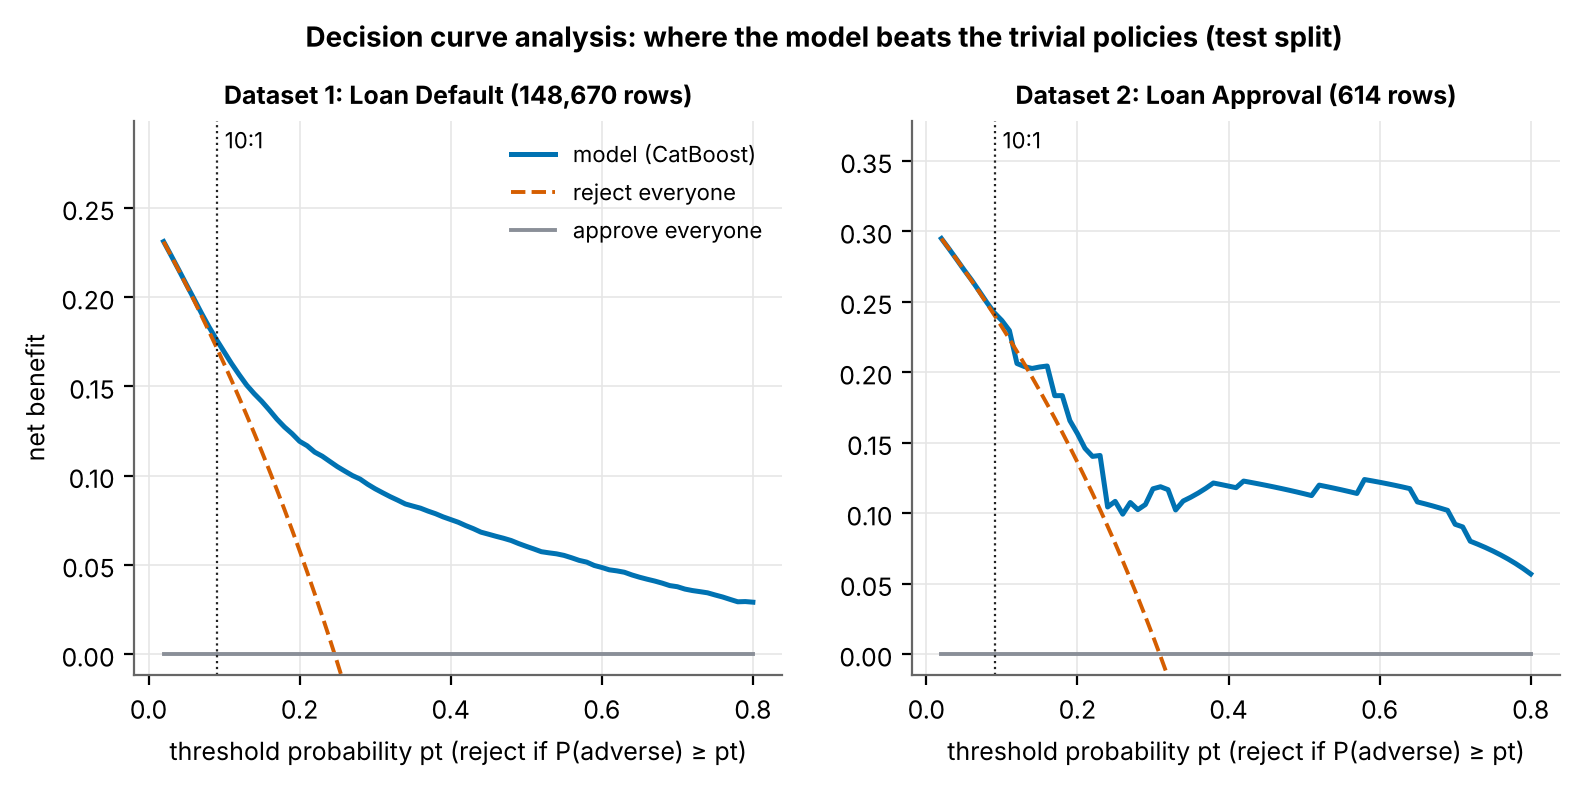 Decision curve analysis: where the model beats the trivial policies (test split)
Dataset 1: Loan Default (148,670 rows)
10:1
model (CatBoost)
reject everyone
approve everyone
net benefit
0.25
0.20
0.15
0.10
0.05
0.00
0.0 0.2 0.4 0.6 0.8
threshold probability pt (reject if P(adverse) ≥ pt)
Dataset 2: Loan Approval (614 rows)
10:1
0.35
0.30
0.25
0.20
0.15
0.10
0.05
0.00
0.0 0.2 0.4 0.6 0.8
threshold probability pt (reject if P(adverse) ≥ pt)